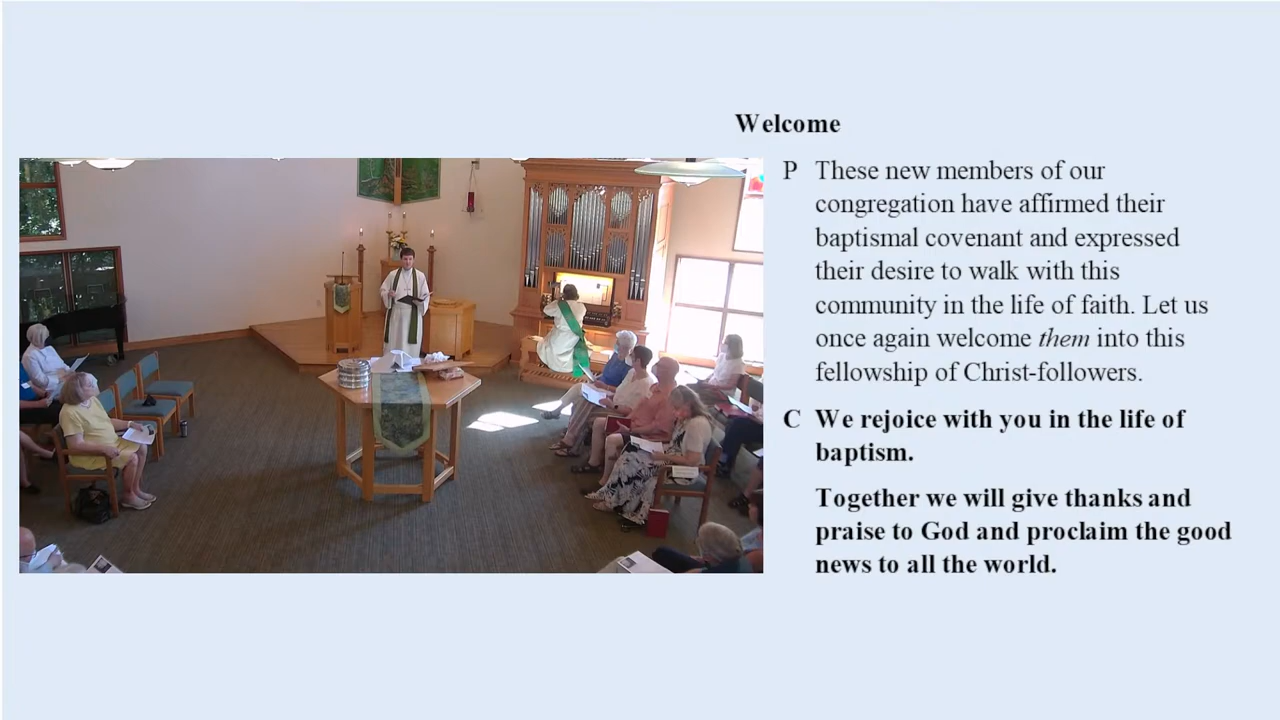 Welcome
P These new members of our
congregation have affirmed their
baptismal covenant and expressed
their desire to walk with this
community in the life of faith. Let us
once again welcome them into this
fellowship of Christ-followers.
C We rejoice with you in the life of
baptism.
Together we will give thanks and
praise to God and proclaim the good
news to all the world.